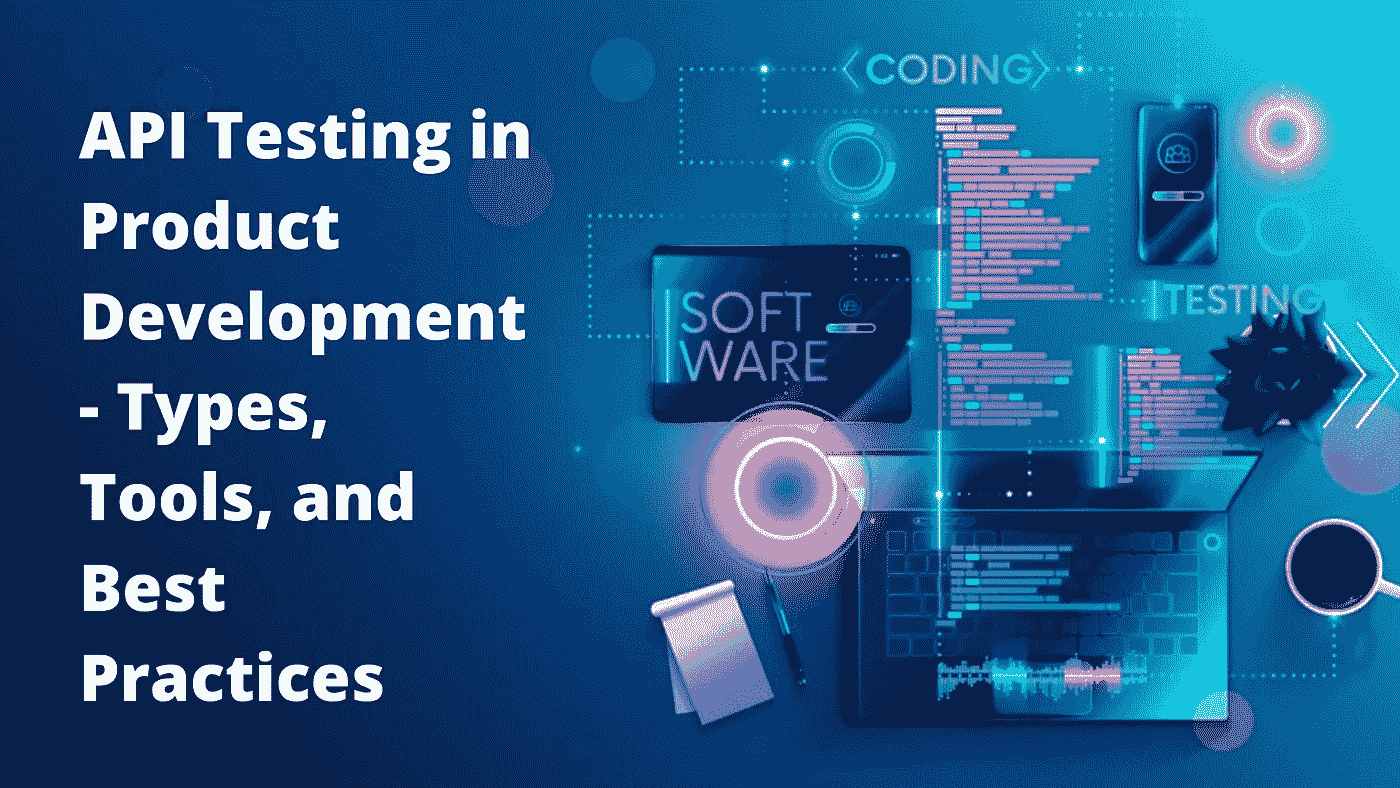 API Testing in
Product
Development
- Types,
Tools, and
Best
Practices
<CODING>
SOFT
WARE
TESTING